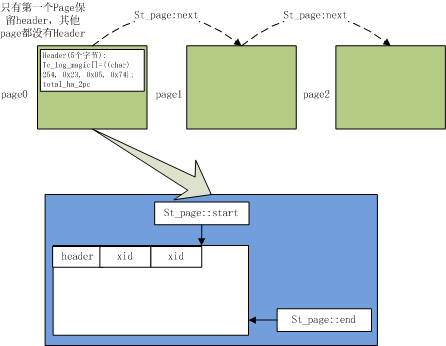 只有第一个Page保
留header，其他
page都没有Header
St_page:next
St_page:next
Header(5个字节):
Tc_log_magic[]={(char)
254, 0x23, 0x05, 0x74};
total_ha_2pc
page0
page1
page2
St_page::start
header
xid
xid
St_page::end